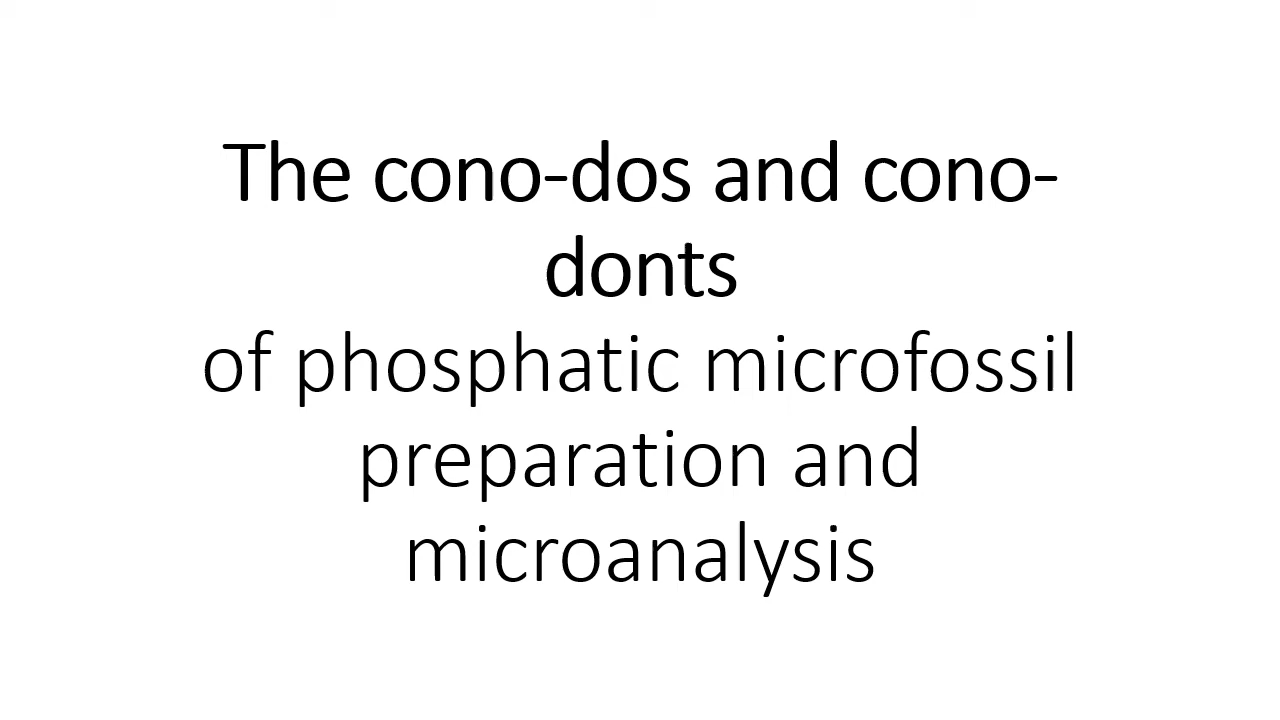 The cono-dos and cono-
donts
of phosphatic microfossil
preparation and
microanalysis